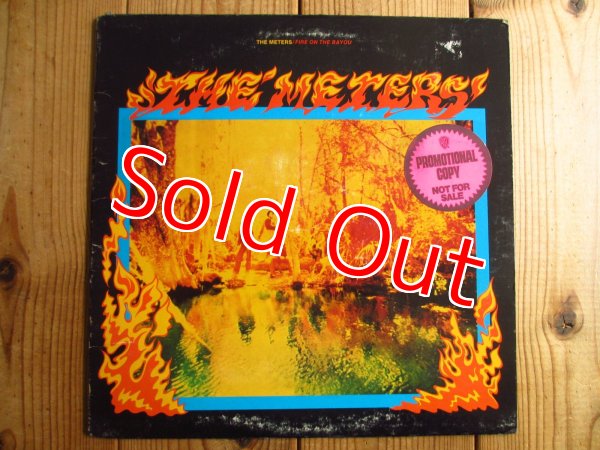 THE METERS/FIRE ON THE BAYOU
THE METERS
PROMOTIONAL
COPY
NOT FOR
SALE
Sold Out